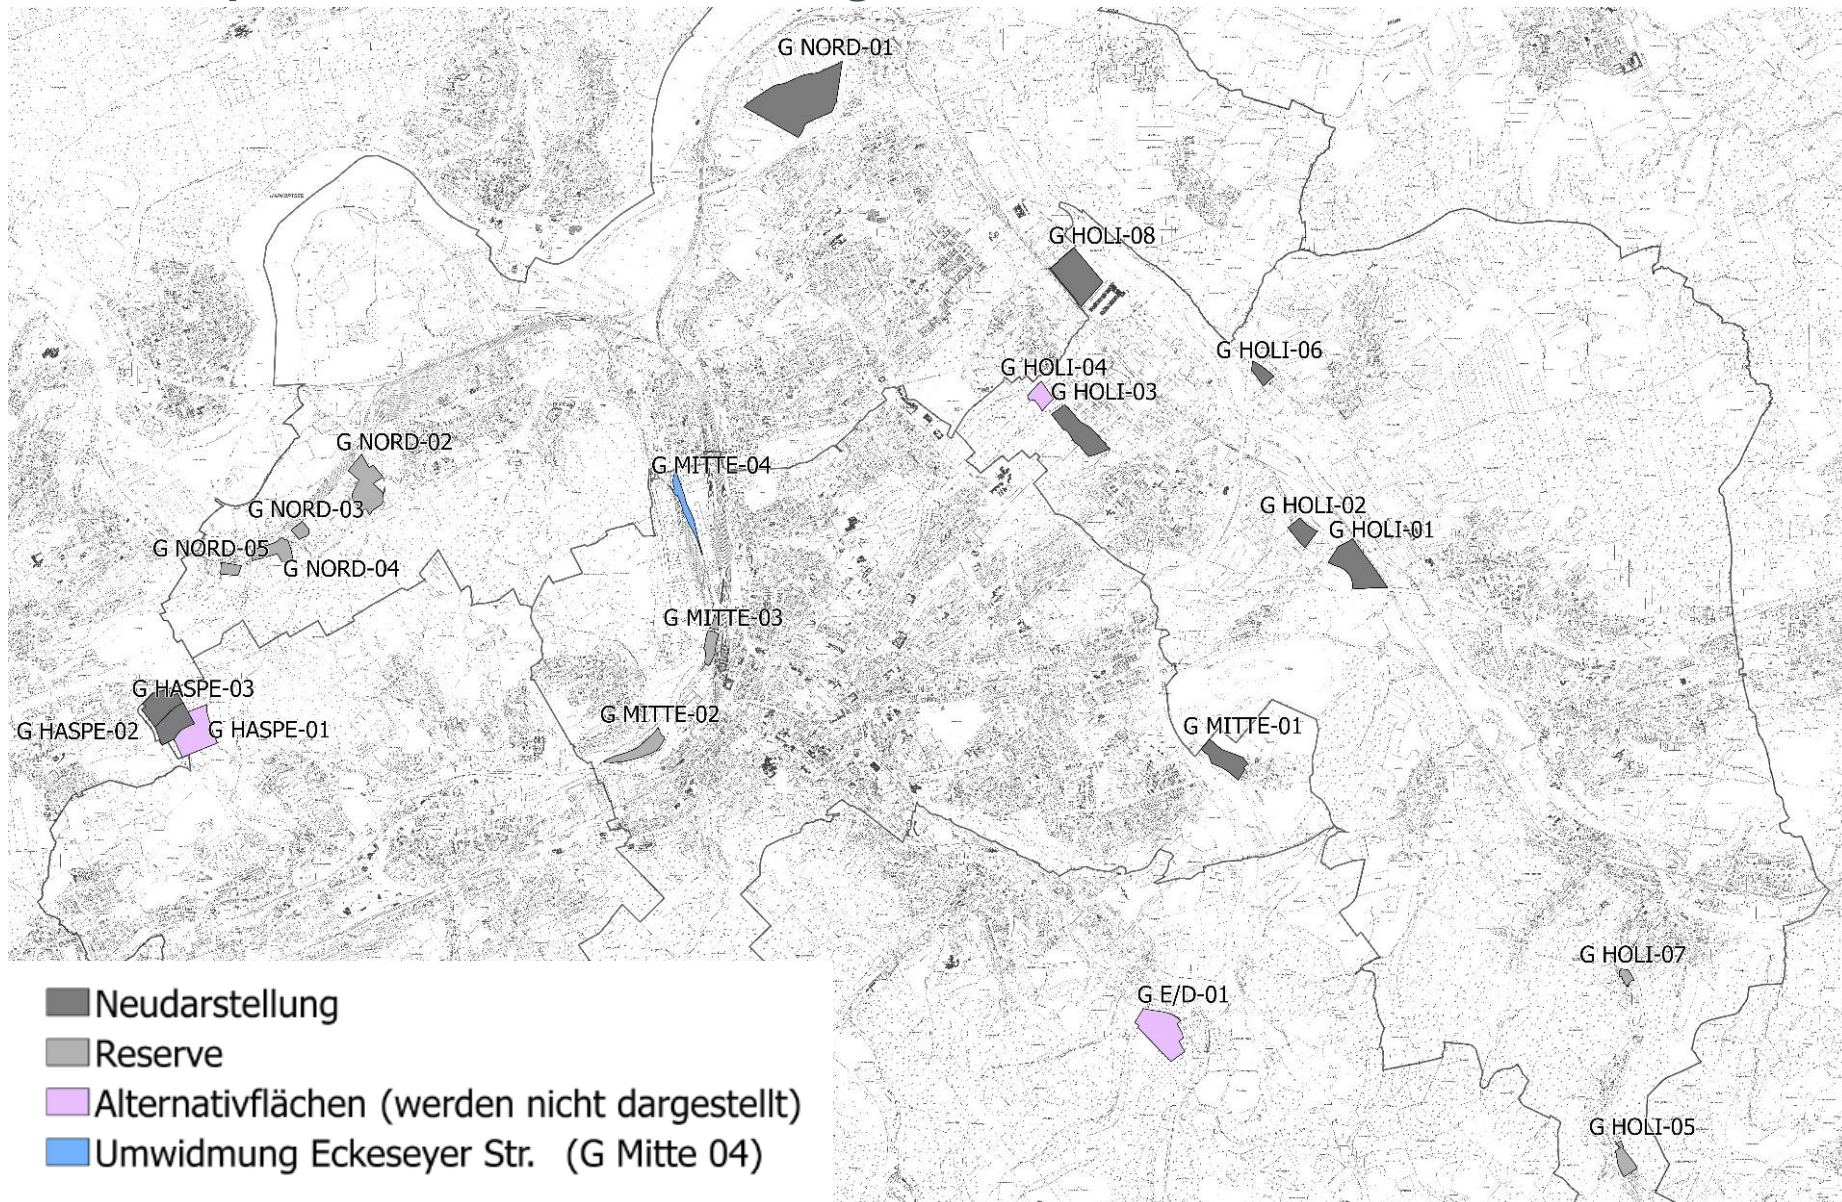 G NORD-01
HARKORTSEE
G HOLI-08
G HOLI-06
G HOLI-04
G HOLI-03
G NORD-02
G MITTE-04
G NORD-03
G HOLI-02
G HOLI-01
G NORD-05
G NORD-04
G MITTE-03
G HASPE-03
G HASPE-02
G HASPE-01
G MITTE-02
G MITTE-01
G HOLI-07
G E/D-01
G HOLI-05
Neudarstellung
Reserve
Alternativflächen (werden nicht dargestellt)
Umwidmung Eckeseyer Str. (G Mitte 04)